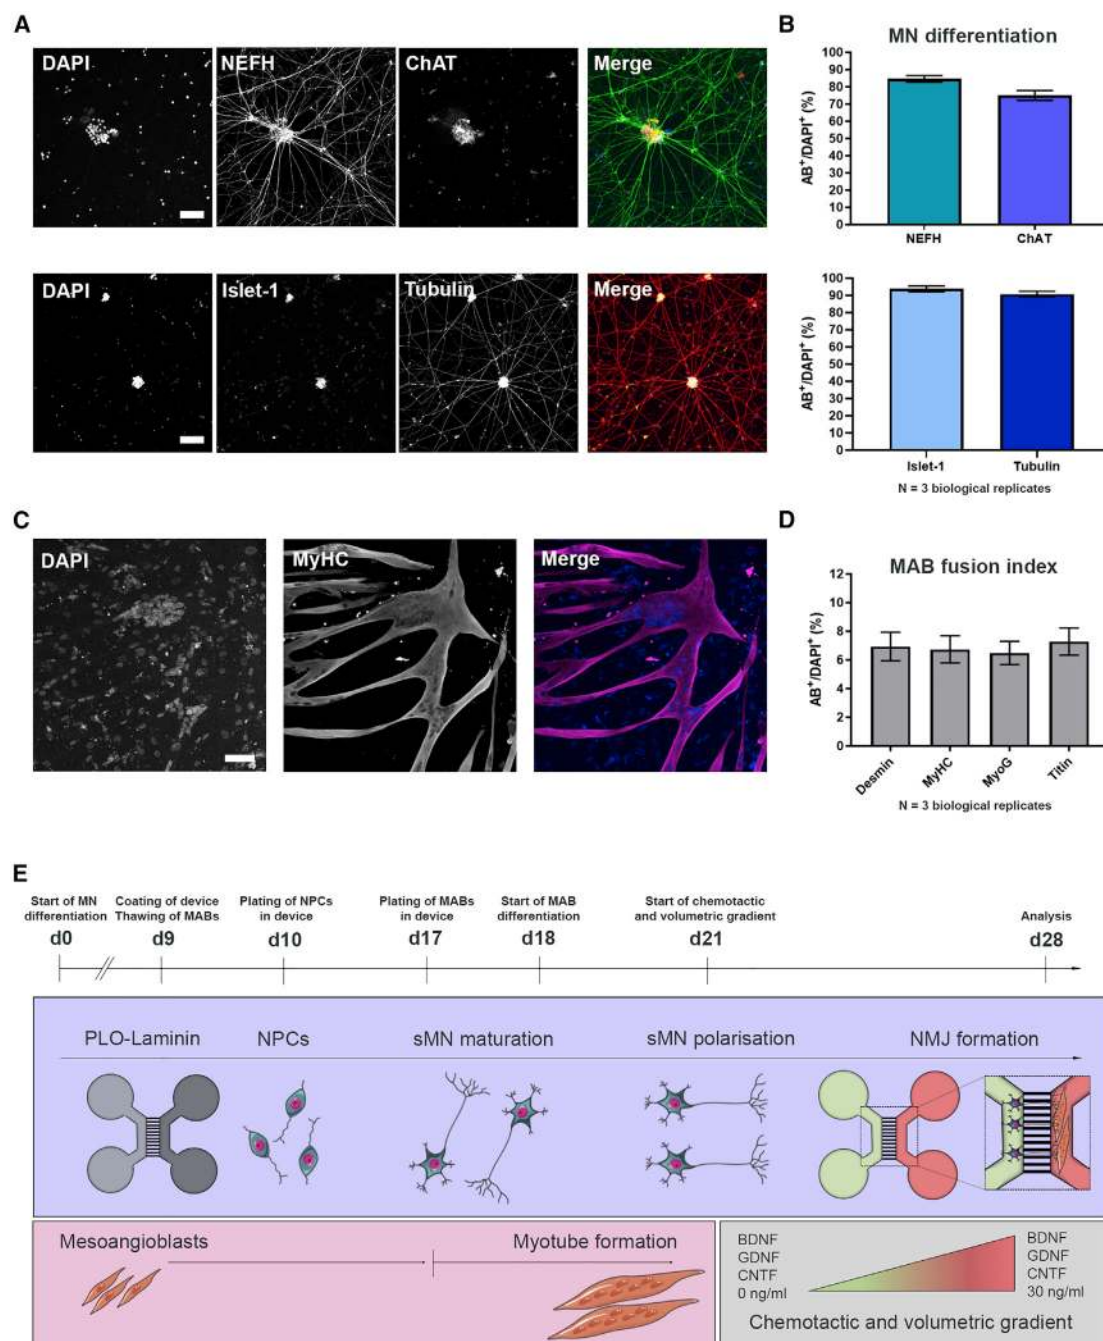 A
DAPI
NEFH
ChAT
Merge
DAPI
Islet-1
Tubulin
Merge
B
MN differentiation
AB⁺/DAPI⁺ (%)
100
90
80
70
60
50
40
30
20
10
0
NEFH
ChAT
AB⁺/DAPI⁺ (%)
100
90
80
70
60
50
40
30
20
10
0
Islet-1
Tubulin
N = 3 biological replicates
C
DAPI
MyHC
Merge
D
MAB fusion index
AB⁺/DAPI⁺ (%)
12
10
8
6
4
2
0
Desmin
MyHC
MyoG
Titin
N = 3 biological replicates
E
Start of MN
differentiation
d0
Coating of device
Thawing of MABs
d9
Plating of NPCs
in device
d10
Plating of MABs
in device
d17
Start of MAB
differentiation
d18
Start of chemotactic
and volumetric gradient
d21
Analysis
d28
PLO-Laminin
NPCs
sMN maturation
sMN polarisation
NMJ formation
Mesoangioblasts
Myotube formation
BDNF
GDNF
CNTF
0 ng/ml
BDNF
GDNF
CNTF
30 ng/ml
Chemotactic and volumetric gradient